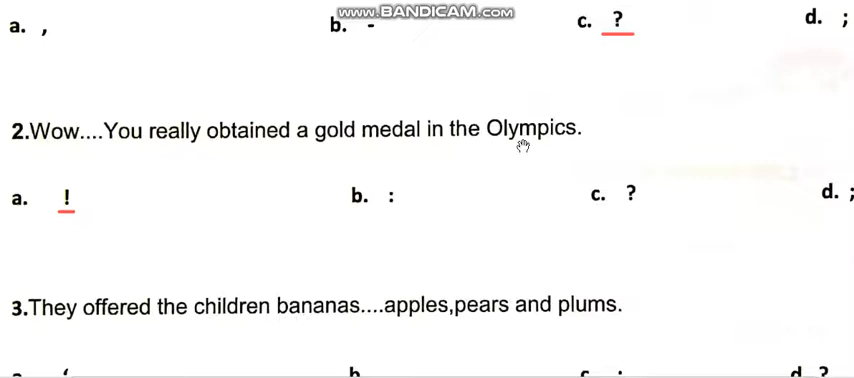 www.BANDICAM.com
a. , b. - c. ? d. ;
2.Wow....You really obtained a gold medal in the Olympics.
a. ! b. : c. ? d. ;
3.They offered the children bananas....apples,pears and plums.